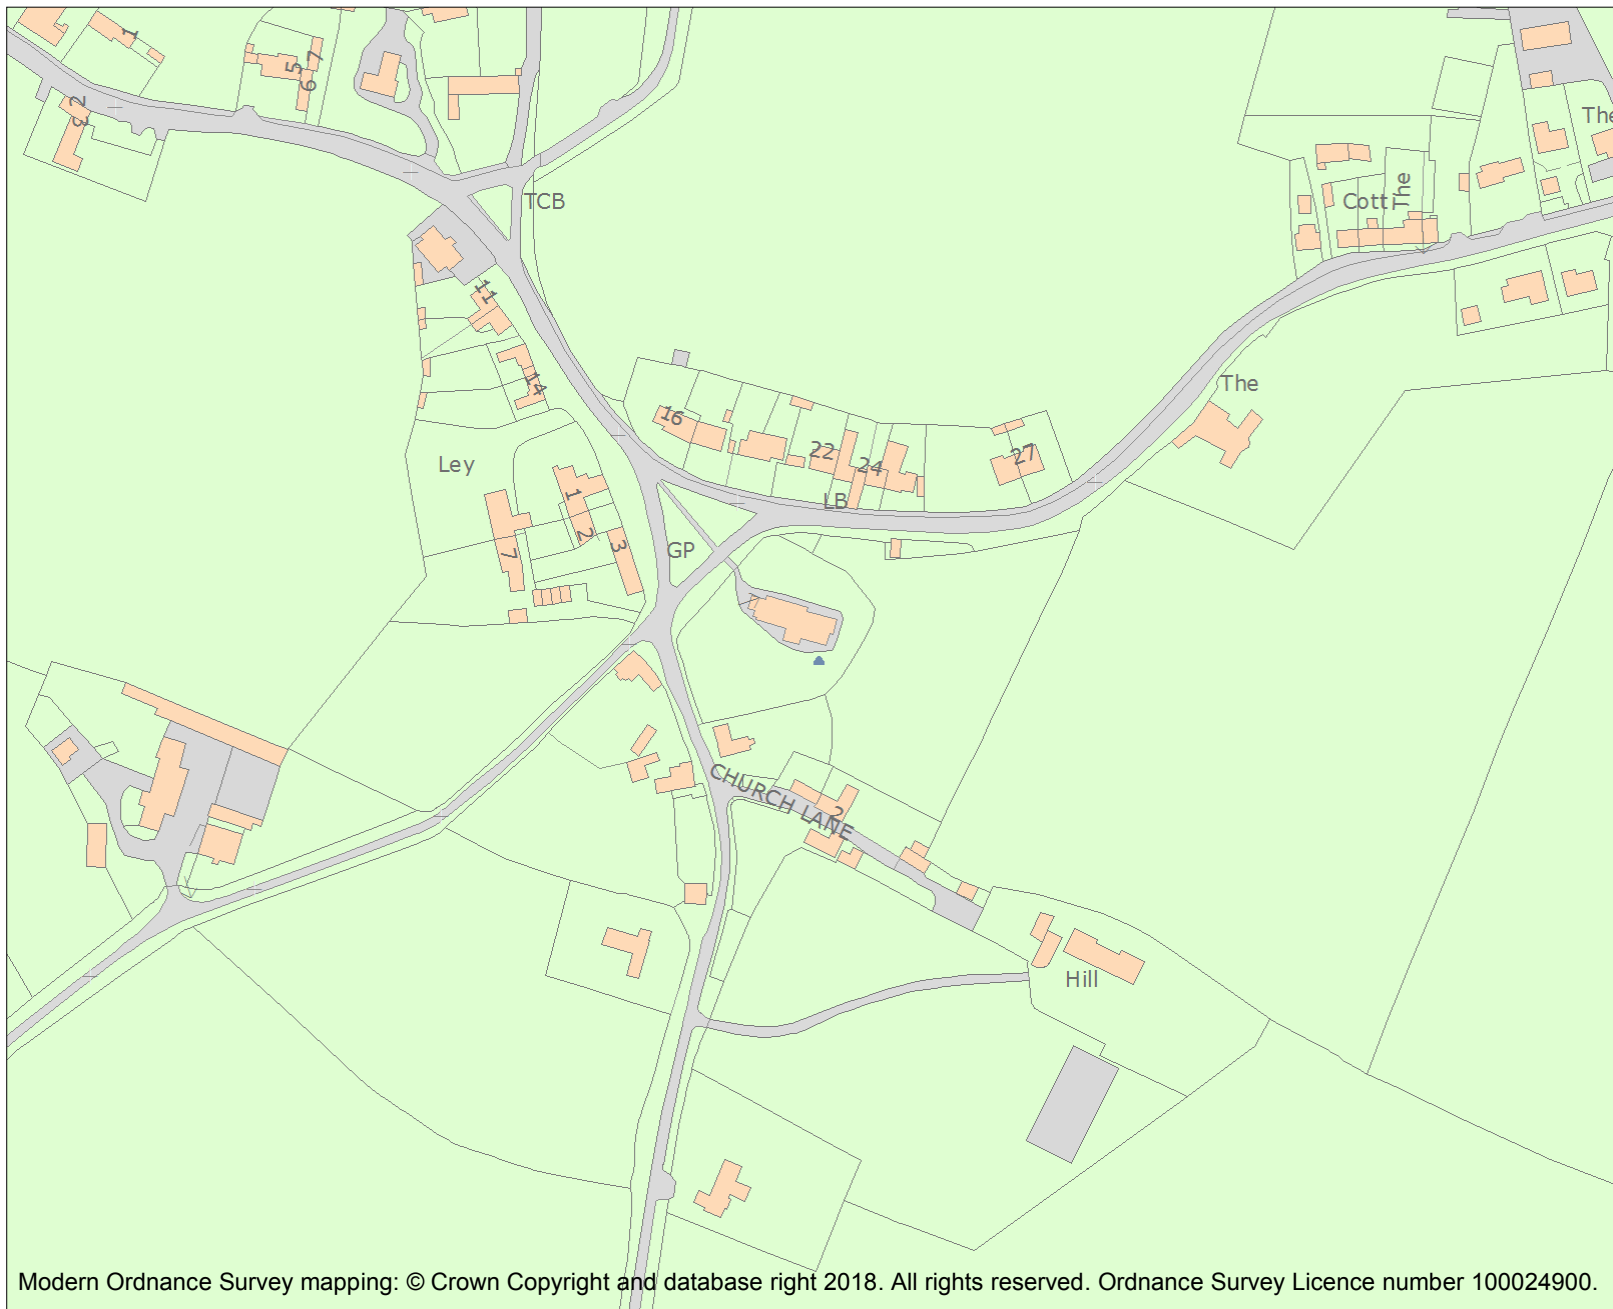 1
5
6
7
2
3
The
TCB
Cott
The
11
The
14
16
22
24
27
Ley
LB
1
2
3
7
GP
CHURCH LANE
2
Hill
Modern Ordnance Survey mapping: © Crown Copyright and database right 2018. All rights reserved. Ordnance Survey Licence number 100024900.